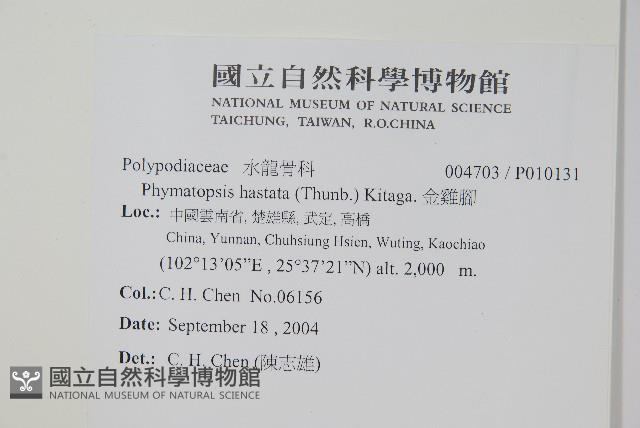 國立自然科學博物館
NATIONAL MUSEUM OF NATURAL SCIENCE
TAICHUNG, TAIWAN, R.O.CHINA
Polypodiaceae 水龍骨科 004703 / P010131
Phymatopsis hastata (Thunb.) Kitaga. 金雞腳
Loc.: 中國雲南省, 楚雄縣, 武定, 高橋
China, Yunnan, Chuhsiung Hsien, Wuting, Kaochiao
(102°13'05"E , 25°37'21"N) alt. 2,000 m.
Col.: C. H. Chen No.06156
Date: September 18 , 2004
Det.: C. H. Chen (陳志雄)
國立自然科學博物館
NATIONAL MUSEUM OF NATURAL SCIENCE